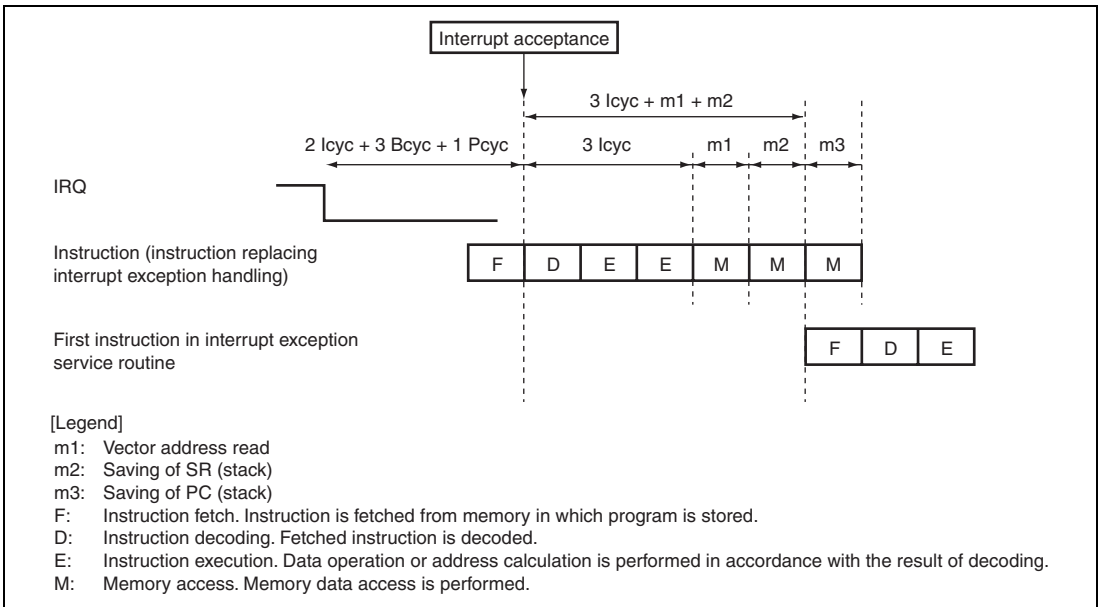 Interrupt acceptance
3 Icyc + m1 + m2
2 Icyc + 3 Bcyc + 1 Pcyc
3 Icyc
m1
m2
m3
IRQ
Instruction (instruction replacing
interrupt exception handling)
F D E E M M M
First instruction in interrupt exception
service routine
F D E
[Legend]
m1: Vector address read
m2: Saving of SR (stack)
m3: Saving of PC (stack)
F: Instruction fetch. Instruction is fetched from memory in which program is stored.
D: Instruction decoding. Fetched instruction is decoded.
E: Instruction execution. Data operation or address calculation is performed in accordance with the result of decoding.
M: Memory access. Memory data access is performed.